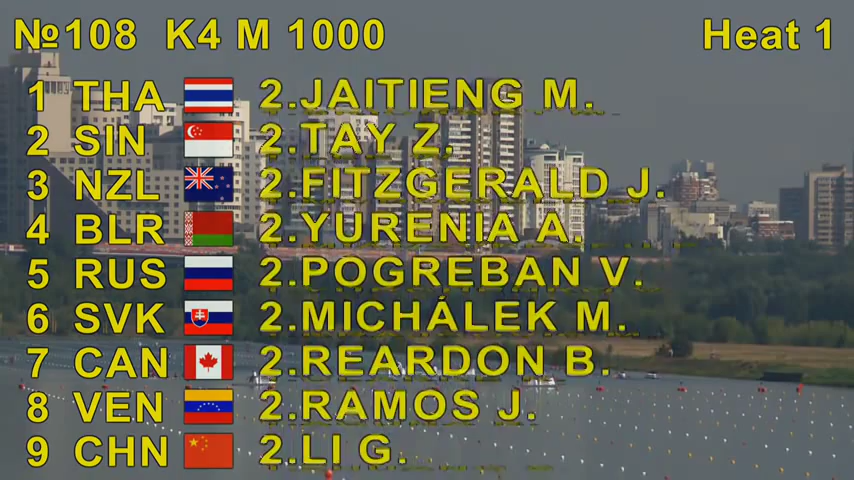 №108 K4 M 1000 Heat 1
1 THA 2.JAITIENG M.
2 SIN 2.TAY Z.
3 NZL 2.FITZGERALD J.
4 BLR 2.YURENIA A.
5 RUS 2.POGREBAN V.
6 SVK 2.MICHÁLEK M.
7 CAN 2.REARDON B.
8 VEN 2.RAMOS J.
9 CHN 2.LI G.